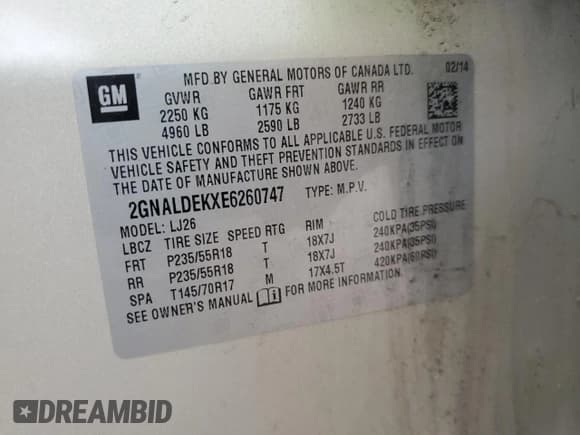 GM
MFD BY GENERAL MOTORS OF CANADA LTD. 02/14
GVWR GAWR FRT GAWR RR
2250 KG 1175 KG 1240 KG
4960 LB 2590 LB 2733 LB
THIS VEHICLE CONFORMS TO ALL APPLICABLE U.S. FEDERAL MOTOR
VEHICLE SAFETY AND THEFT PREVENTION STANDARDS IN EFFECT ON
THE DATE OF MANUFACTURE SHOWN ABOVE.
2GNALDEKXE6260747 TYPE: M.P.V.
MODEL: LJ26
LBCZ TIRE SIZE SPEED RTG RIM COLD TIRE PRESSURE
FRT P235/55R18 T 18X7J 240KPA(35PSI)
RR P235/55R18 T 18X7J 240KPA(35PSI)
SPA T145/70R17 M 17X4.5T 420KPA(60PSI)
SEE OWNER'S MANUAL i FOR MORE INFORMATION.
DREAMBID